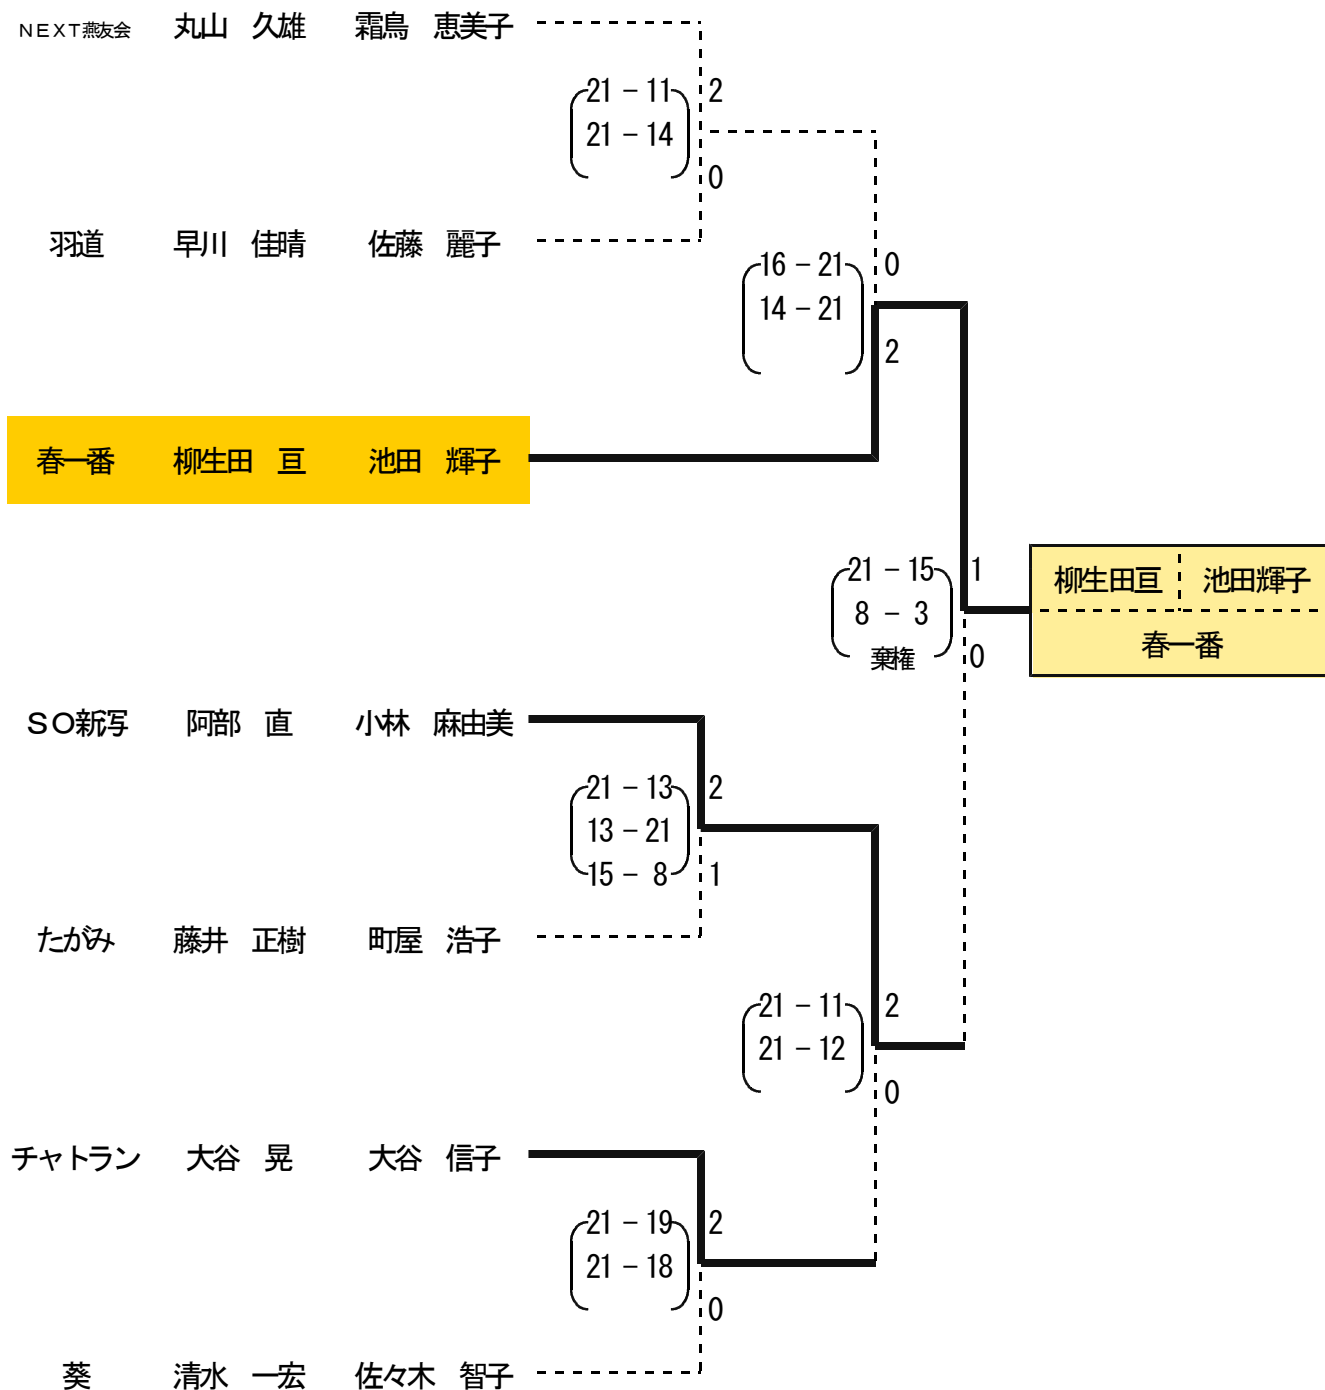 ＮＥＸＴ燕友会 丸山 久雄 霜鳥 恵美子
21 － 11 2
21 － 14
0
羽道 早川 佳晴 佐藤 麗子
16 － 21 0
14 － 21
2
春一番 柳生田 亘 池田 輝子
21 － 15 1
8 － 3
棄権 0
柳生田亘 池田輝子
春一番
ＳＯ新写 阿部 直 小林 麻由美
21 － 13 2
13 － 21
15 － 8 1
たがみ 藤井 正樹 町屋 浩子
21 － 11 2
21 － 12
0
チャトラン 大谷 晃 大谷 信子
21 － 19 2
21 － 18
0
葵 清水 一宏 佐々木 智子